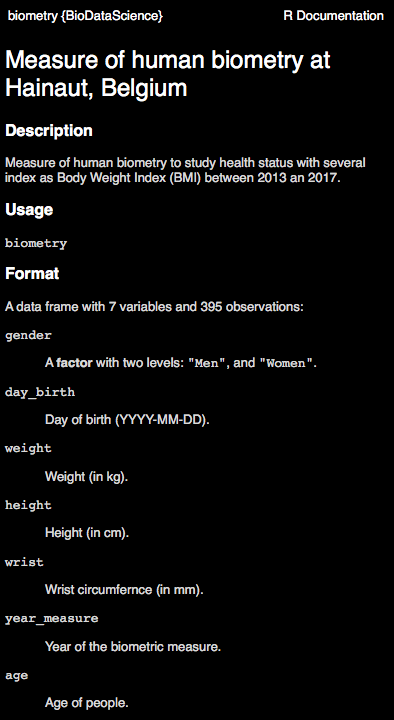 biometry {BioDataScience}
R Documentation
Measure of human biometry at
Hainaut, Belgium
Description
Measure of human biometry to study health status with several
index as Body Weight Index (BMI) between 2013 an 2017.
Usage
biometry
Format
A data frame with 7 variables and 395 observations:
gender
A factor with two levels: "Men", and "Women".
day_birth
Day of birth (YYYY-MM-DD).
weight
Weight (in kg).
height
Height (in cm).
wrist
Wrist circumfernce (in mm).
year_measure
Year of the biometric measure.
age
Age of people.